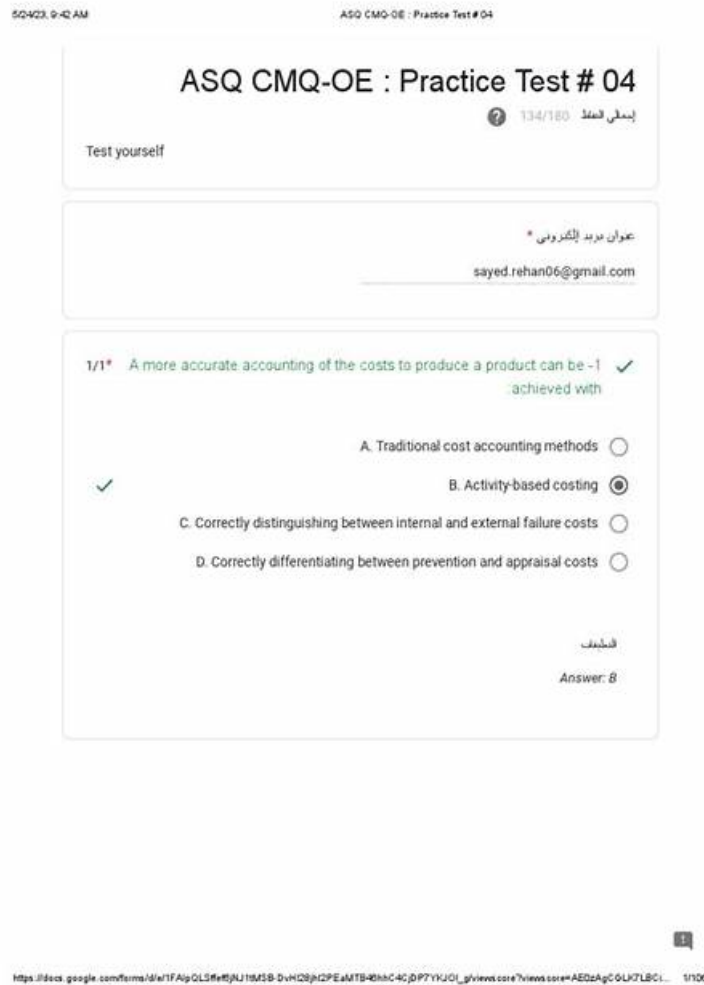 5/24/23, 9:42 AM
ASQ CMQ-OE : Practice Test # 04
ASQ CMQ-OE : Practice Test # 04
134/180 إجمالي النقاط
Test yourself
عنوان بريد إلكتروني *
sayed.rehan06@gmail.com
1/1* A more accurate accounting of the costs to produce a product can be -1
achieved with
A. Traditional cost accounting methods
B. Activity-based costing
C. Correctly distinguishing between internal and external failure costs
D. Correctly differentiating between prevention and appraisal costs
Answer: B
1/106